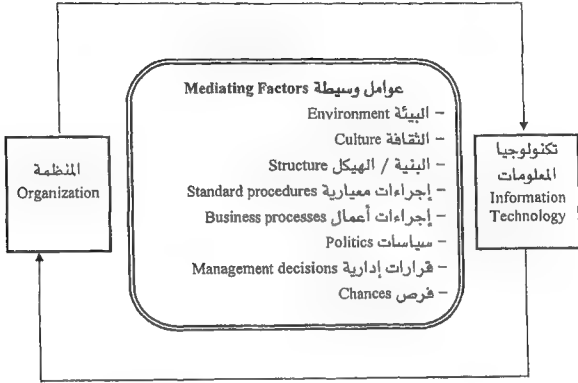 عوامل وسيطة Mediating Factors
- البيئة Environment
- الثقافة Culture
- البنية / الهيكل Structure
- إجراءات معيارية Standard procedures
- إجراءات أعمال Business processes
- سياسات Politics
- قرارات إدارية Management decisions
- فرص Chances
المنظمة
Organization
تكنولوجيا
المعلومات
Information
Technology